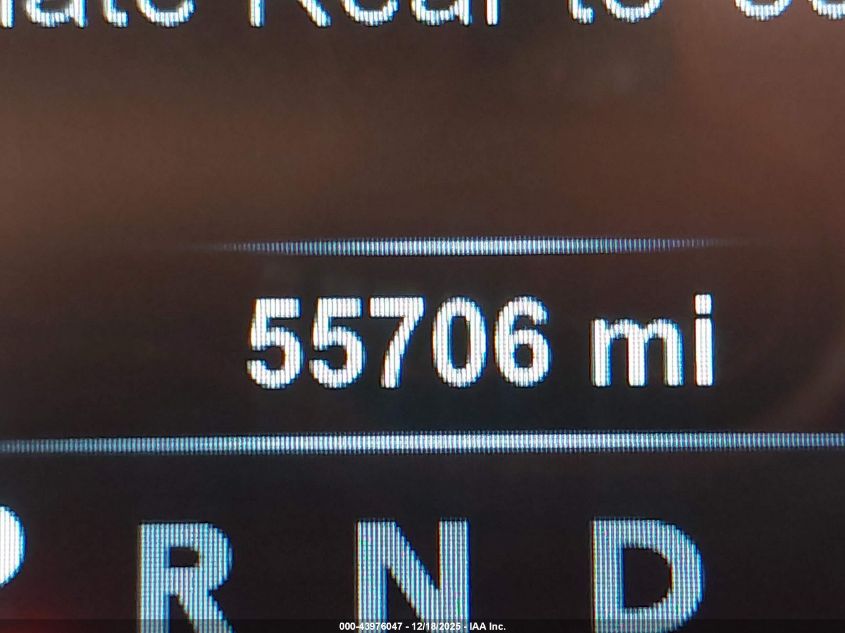 55706 mi
R N D
000-43976047 - 12/18/2025 - IAA Inc.